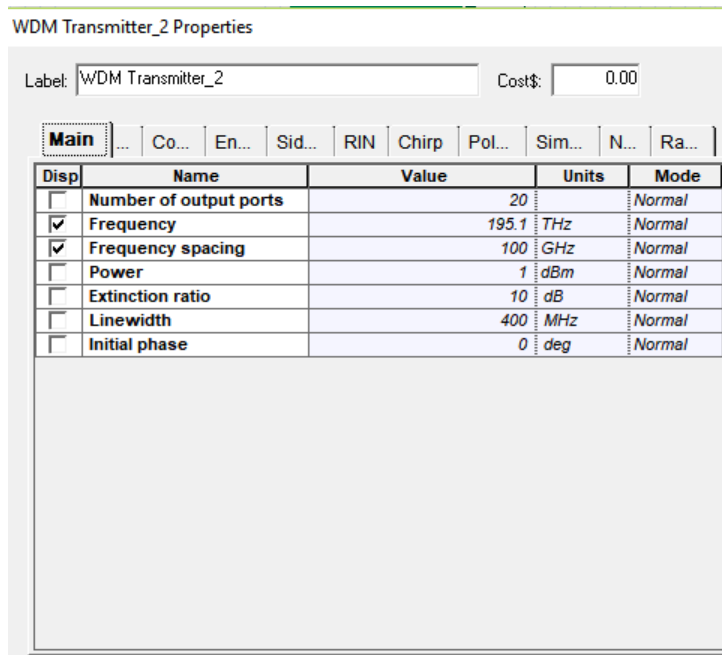 WDM Transmitter_2 Properties
Label: WDM Transmitter_2 Cost$: 0.00
Main ... Co... En... Sid... RIN Chirp Pol... Sim... N... Ra...
Disp Name Value Units Mode
Number of output ports 20 Normal
Frequency 195.1 THz Normal
Frequency spacing 100 GHz Normal
Power 1 dBm Normal
Extinction ratio 10 dB Normal
Linewidth 400 MHz Normal
Initial phase 0 deg Normal